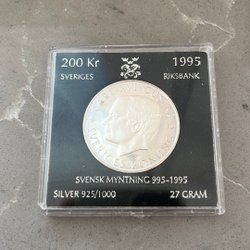 200 Kr 1995
SVERIGES RIKSBANK
SVENSK MYNTNING 995-1995
SILVER 925/1000 27 GRAM